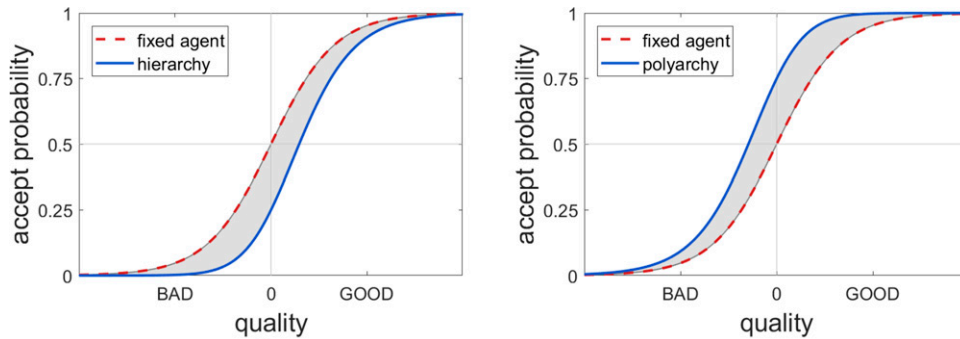 accept probability
1
0.75
0.5
0.25
0
fixed agent
hierarchy
BAD 0 GOOD
quality
accept probability
1
0.75
0.5
0.25
0
fixed agent
polyarchy
BAD 0 GOOD
quality